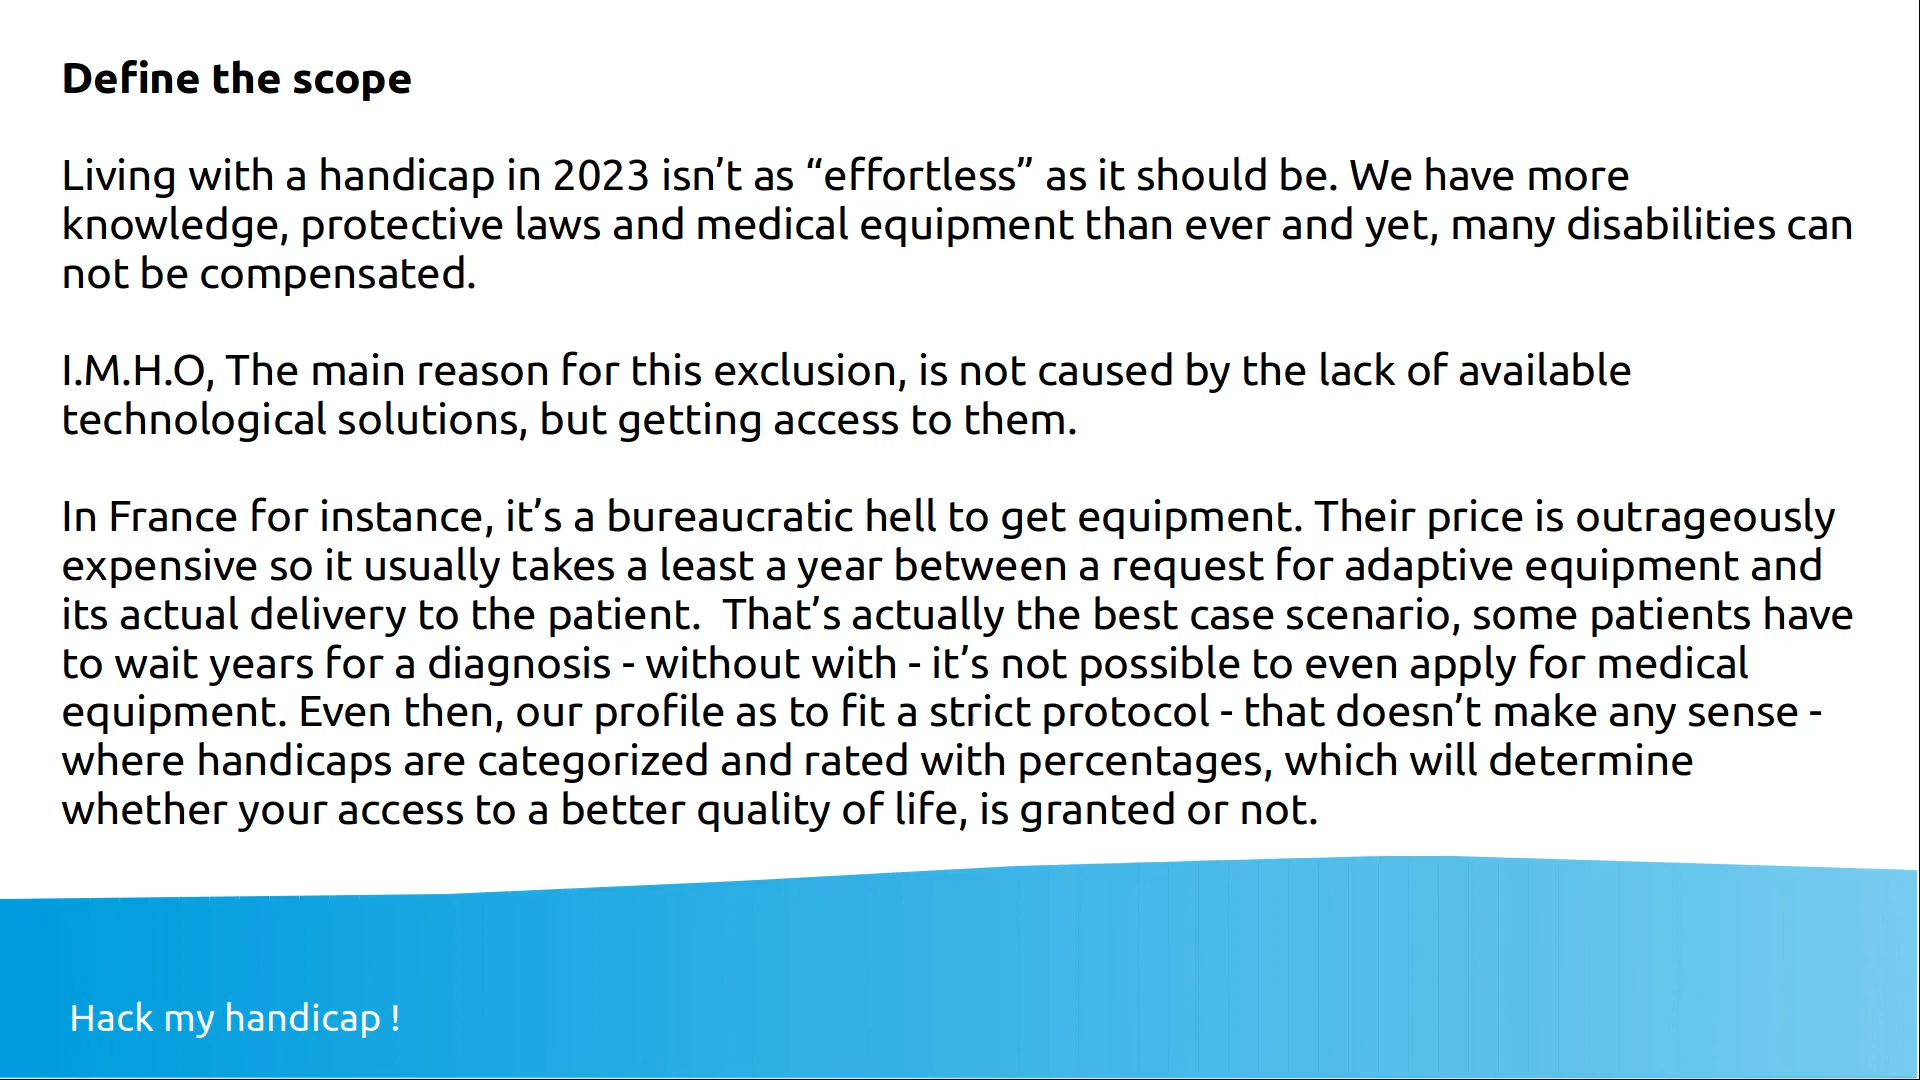 Define the scope
Living with a handicap in 2023 isn’t as “effortless” as it should be. We have more
knowledge, protective laws and medical equipment than ever and yet, many disabilities can
not be compensated.
I.M.H.O, The main reason for this exclusion, is not caused by the lack of available
technological solutions, but getting access to them.
In France for instance, it’s a bureaucratic hell to get equipment. Their price is outrageously
expensive so it usually takes a least a year between a request for adaptive equipment and
its actual delivery to the patient.  That’s actually the best case scenario, some patients have
to wait years for a diagnosis - without with - it’s not possible to even apply for medical
equipment. Even then, our profile as to fit a strict protocol - that doesn’t make any sense -
where handicaps are categorized and rated with percentages, which will determine
whether your access to a better quality of life, is granted or not.
Hack my handicap !